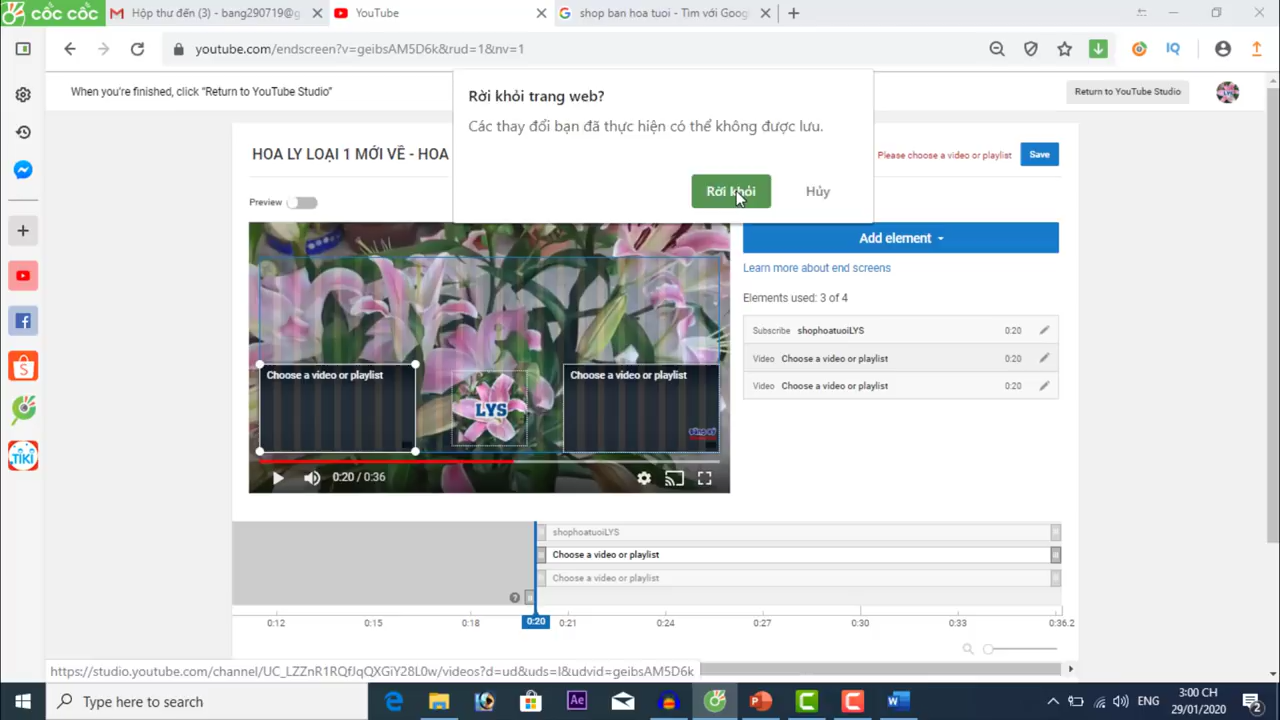 cốc cốc
Hộp thư đến (3) - bang290719@g
YouTube
shop ban hoa tuoi - Tìm với Goog
youtube.com/endscreen?v=geibsAM5D6k&rud=1&nv=1
IQ
When you're finished, click "Return to YouTube Studio"
Return to YouTube Studio
Rời khỏi trang web?
Các thay đổi bạn đã thực hiện có thể không được lưu.
Rời khỏi
Hủy
HOA LY LOẠI 1 MỚI VỀ - HOA
Please choose a video or playlist
Save
Preview
Add element
Learn more about end screens
Elements used: 3 of 4
Subscribe shophoatuoiLYS 0:20
Video Choose a video or playlist 0:20
Video Choose a video or playlist 0:20
Choose a video or playlist
Choose a video or playlist
LYS
0:20 / 0:36
TIKI
shophoatuoiLYS
Choose a video or playlist
Choose a video or playlist
0:12 0:15 0:18 0:20 0:21 0:24 0:27 0:30 0:33 0:36.2
https://studio.youtube.com/channel/UC_LZZnR1RQfJqQXGiY28L0w/videos?d=ud&uds=l&udvid=geibsAM5D6k
Type here to search
Ae
ENG
3:00 CH
29/01/2020
2